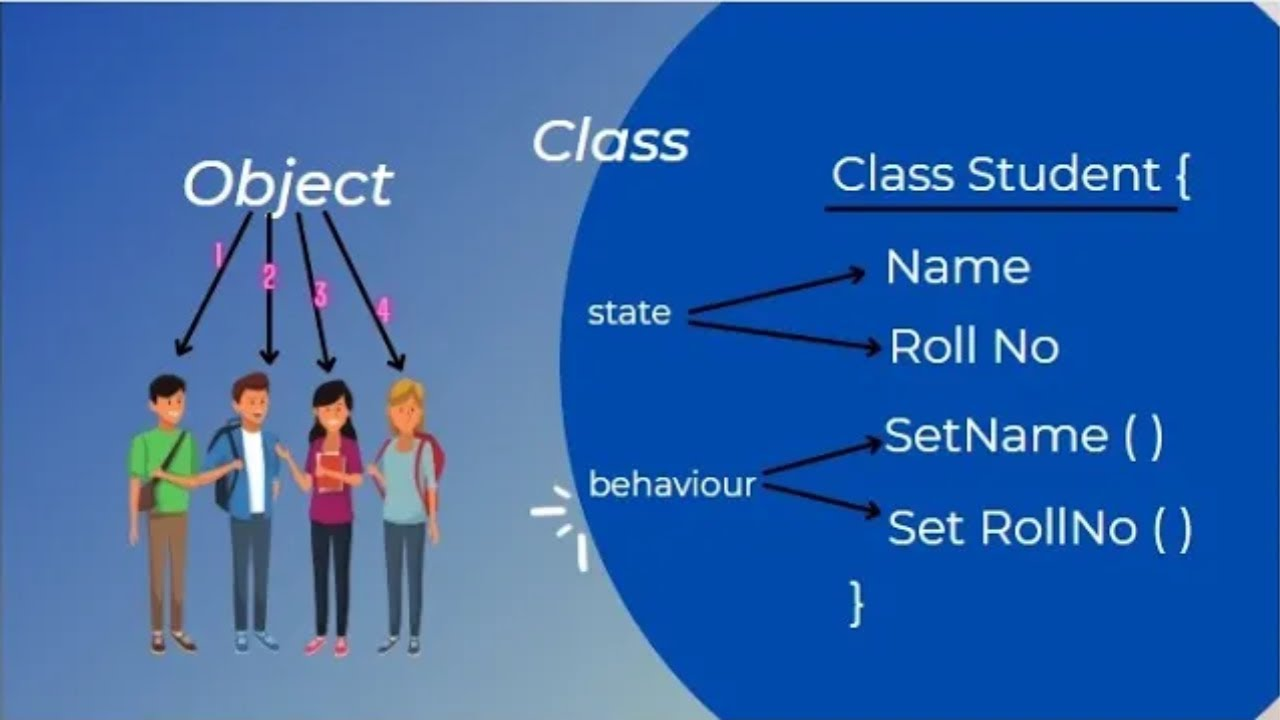 Object
1
2
3
4
Class
Class Student {
state
Name
Roll No
behaviour
SetName ( )
Set RollNo ( )
}